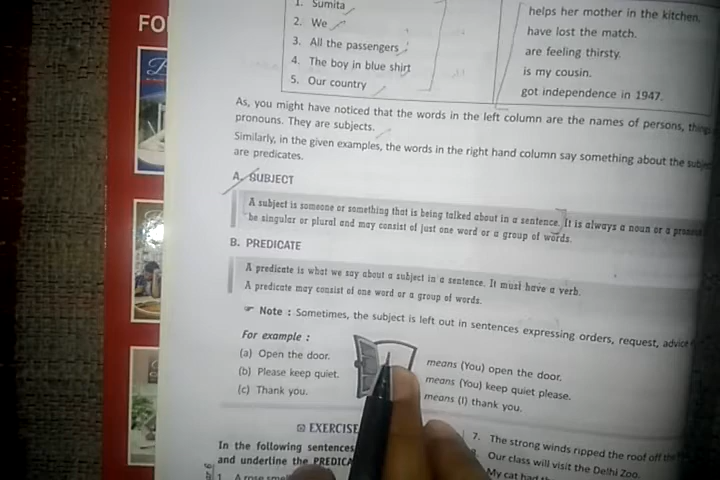 FO
1. Sumita helps her mother in the kitchen.
2. We have lost the match.
3. All the passengers are feeling thirsty.
4. The boy in blue shirt is my cousin.
5. Our country got independence in 1947.
As, you might have noticed that the words in the left column are the names of persons, things
pronouns. They are subjects.
Similarly, in the given examples, the words in the right hand column say something about the subje
are predicates.
A. SUBJECT
A subject is someone or something that is being talked about in a sentence. It is always a noun or a pronoun
be singular or plural and may consist of just one word or a group of words.
B. PREDICATE
A predicate is what we say about a subject in a sentence. It must have a verb.
A predicate may consist of one word or a group of words.
☞ Note : Sometimes, the subject is left out in sentences expressing orders, request, advice
For example :
(a) Open the door. means (You) open the door.
(b) Please keep quiet. means (You) keep quiet please.
(c) Thank you. means (I) thank you.
EXERCISE
In the following sentences
and underline the PREDICA
1. A rose sme
7. The strong winds ripped the roof off the
Our class will visit the Delhi Zoo.
My cat had